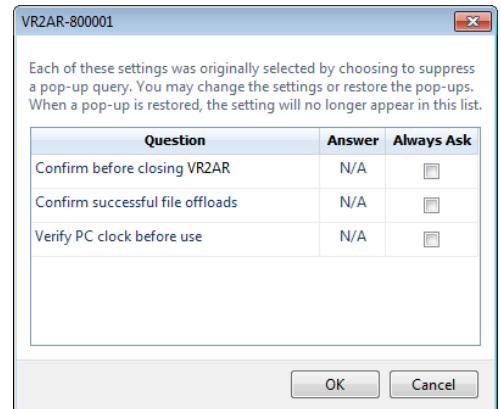 VR2AR-800001
Each of these settings was originally selected by choosing to suppress
a pop-up query. You may change the settings or restore the pop-ups.
When a pop-up is restored, the setting will no longer appear in this list.
Question Answer Always Ask
Confirm before closing VR2AR N/A
Confirm successful file offloads N/A
Verify PC clock before use N/A
OK Cancel